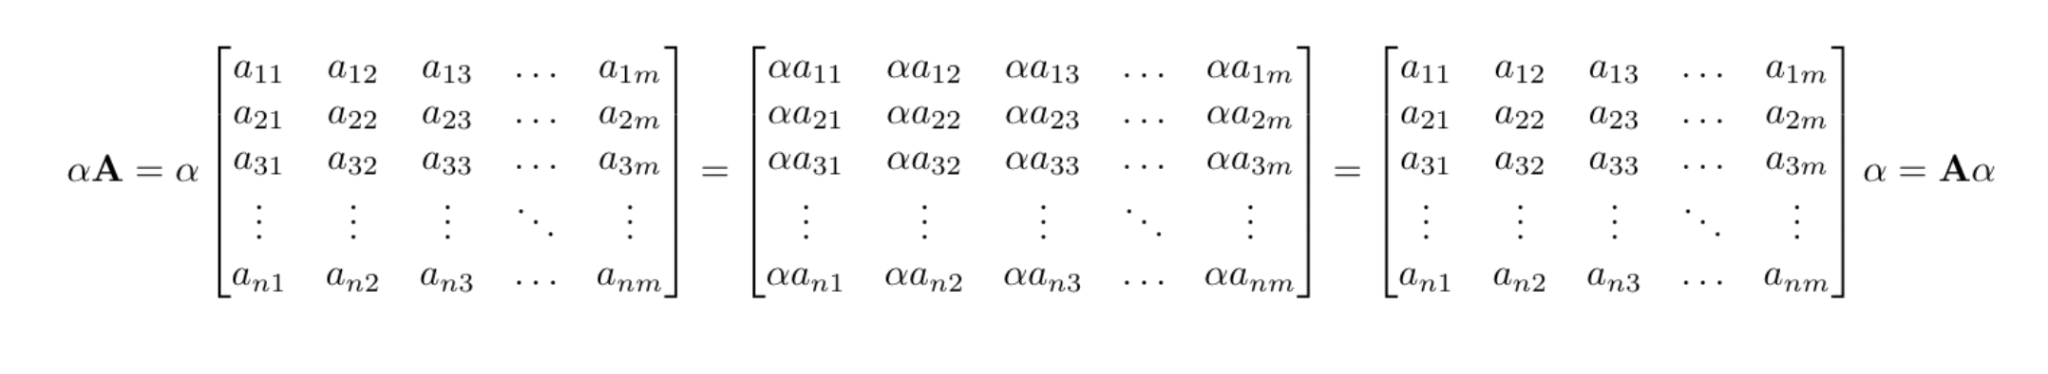 αA = α [a11 a12 a13 … a1m; a21 a22 a23 … a2m; a31 a32 a33 … a3m; ⋮ ⋮ ⋮ ⋱ ⋮; an1 an2 an3 … anm] = [αa11 αa12 αa13 … αa1m; αa21 αa22 αa23 … αa2m; αa31 αa32 αa33 … αa3m; ⋮ ⋮ ⋮ ⋱ ⋮; αan1 αan2 αan3 … αanm] = [a11 a12 a13 … a1m; a21 a22 a23 … a2m; a31 a32 a33 … a3m; ⋮ ⋮ ⋮ ⋱ ⋮; an1 an2 an3 … anm] α = Aα